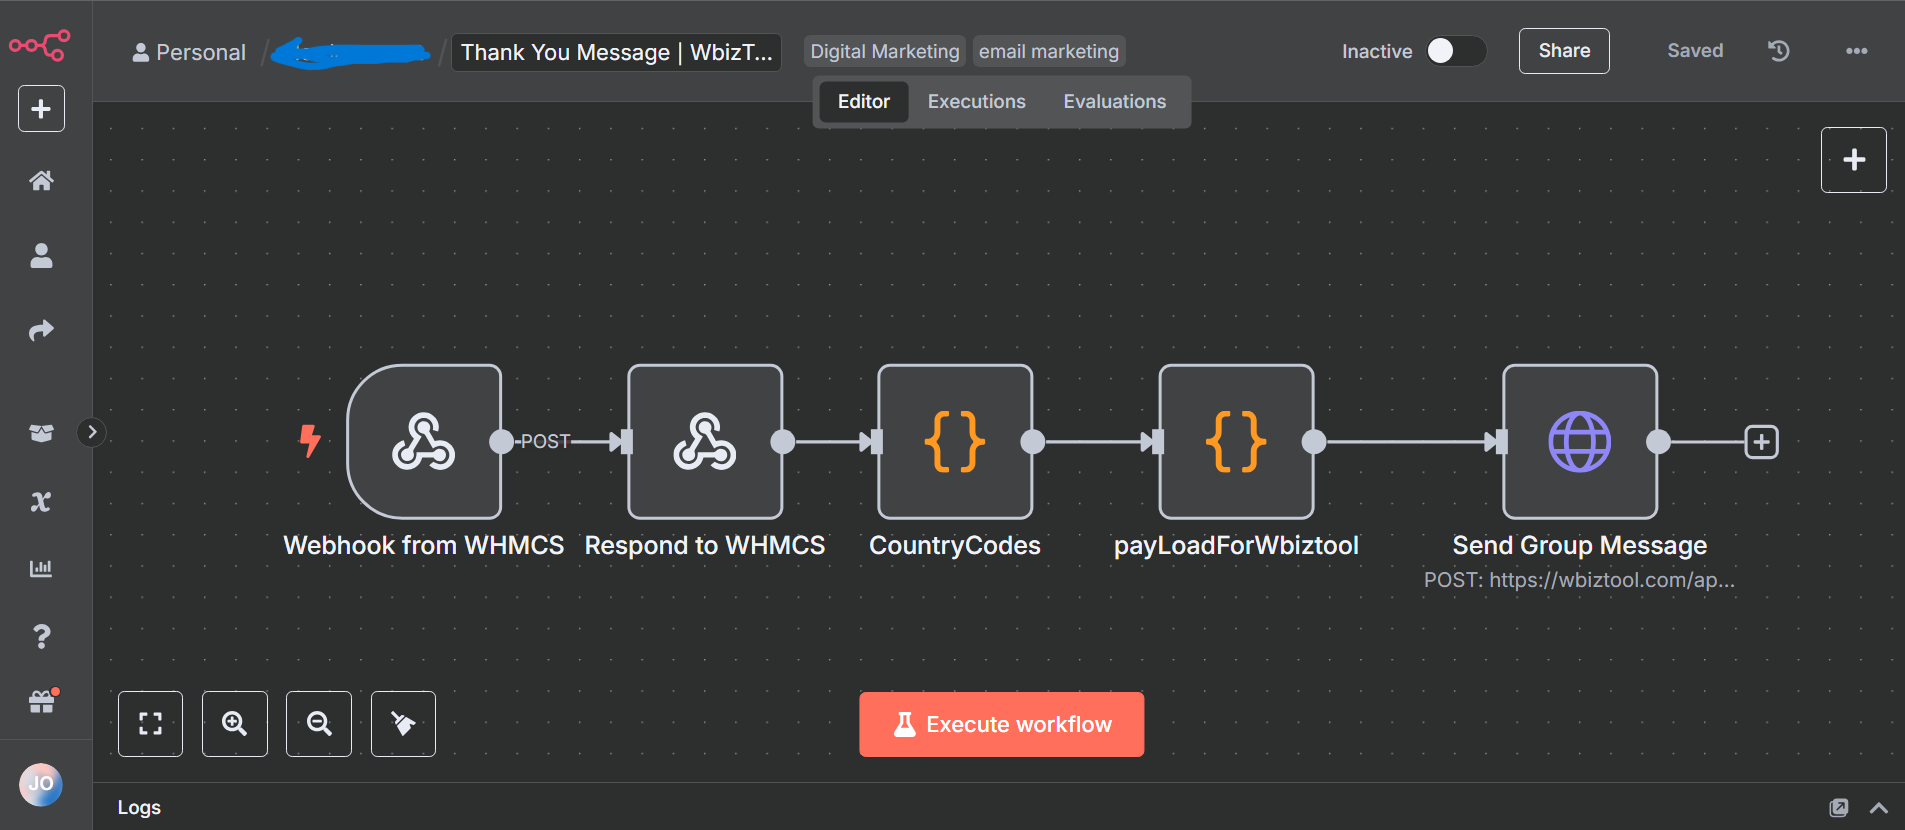 Personal / / Thank You Message | WbizT... Digital Marketing email marketing Inactive Share Saved
Editor Executions Evaluations
POST
Webhook from WHMCS Respond to WHMCS CountryCodes payLoadForWbiztool Send Group Message
POST: https://wbiztool.com/ap...
Execute workflow
JO
Logs